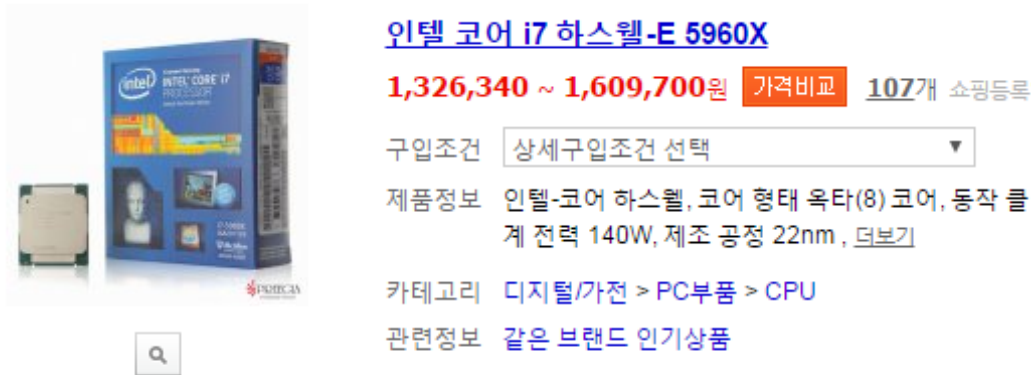 인텔 코어 i7 하스웰-E 5960X
1,326,340 ~ 1,609,700원 가격비교 107개 쇼핑등록
구입조건 상세구입조건 선택 ▼
제품정보 인텔-코어 하스웰, 코어 형태 옥타(8) 코어, 동작 클
계 전력 140W, 제조 공정 22nm , 더보기
카테고리 디지털/가전 > PC부품 > CPU
관련정보 같은 브랜드 인기상품
intel
INTEL® CORE™ i7
PROCESSOR